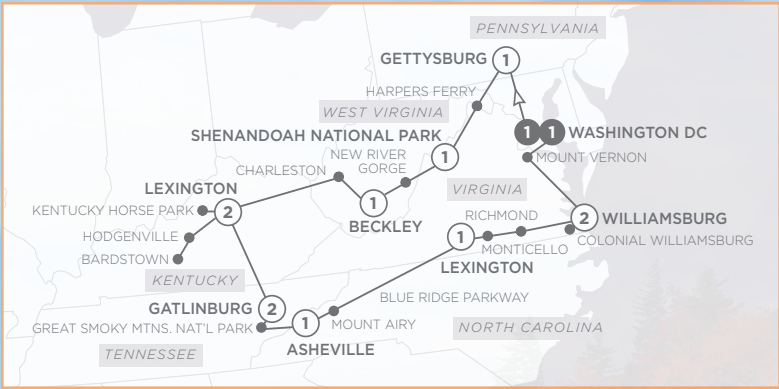 PENNSYLVANIA
GETTYSBURG 1
HARPERS FERRY
WEST VIRGINIA
1 1 WASHINGTON DC
SHENANDOAH NATIONAL PARK 1
NEW RIVER
GORGE
MOUNT VERNON
CHARLESTON
LEXINGTON
VIRGINIA
1
BECKLEY
KENTUCKY HORSE PARK 2
RICHMOND
2 WILLIAMSBURG
HODGENVILLE
1
MONTICELLO
COLONIAL WILLIAMSBURG
BARDSTOWN
LEXINGTON
KENTUCKY
BLUE RIDGE PARKWAY
GATLINBURG 2
GREAT SMOKY MTNS. NAT'L PARK
1
MOUNT AIRY
NORTH CAROLINA
ASHEVILLE
TENNESSEE